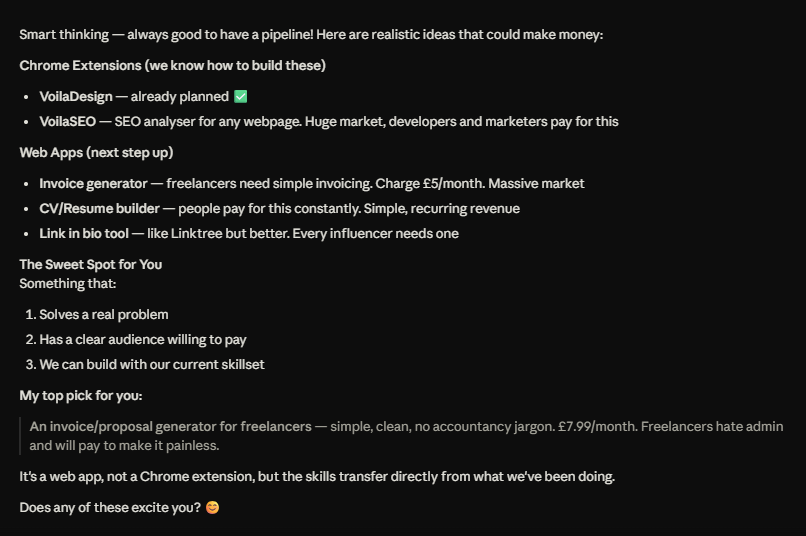 Smart thinking — always good to have a pipeline! Here are realistic ideas that could make money:
Chrome Extensions (we know how to build these)
• VoilaDesign — already planned ✅
• VoilaSEO — SEO analyser for any webpage. Huge market, developers and marketers pay for this
Web Apps (next step up)
• Invoice generator — freelancers need simple invoicing. Charge £5/month. Massive market
• CV/Resume builder — people pay for this constantly. Simple, recurring revenue
• Link in bio tool — like Linktree but better. Every influencer needs one
The Sweet Spot for You
Something that:
1. Solves a real problem
2. Has a clear audience willing to pay
3. We can build with our current skillset
My top pick for you:
An invoice/proposal generator for freelancers — simple, clean, no accountancy jargon. £7.99/month. Freelancers hate admin
and will pay to make it painless.
It's a web app, not a Chrome extension, but the skills transfer directly from what we've been doing.
Does any of these excite you? 😊